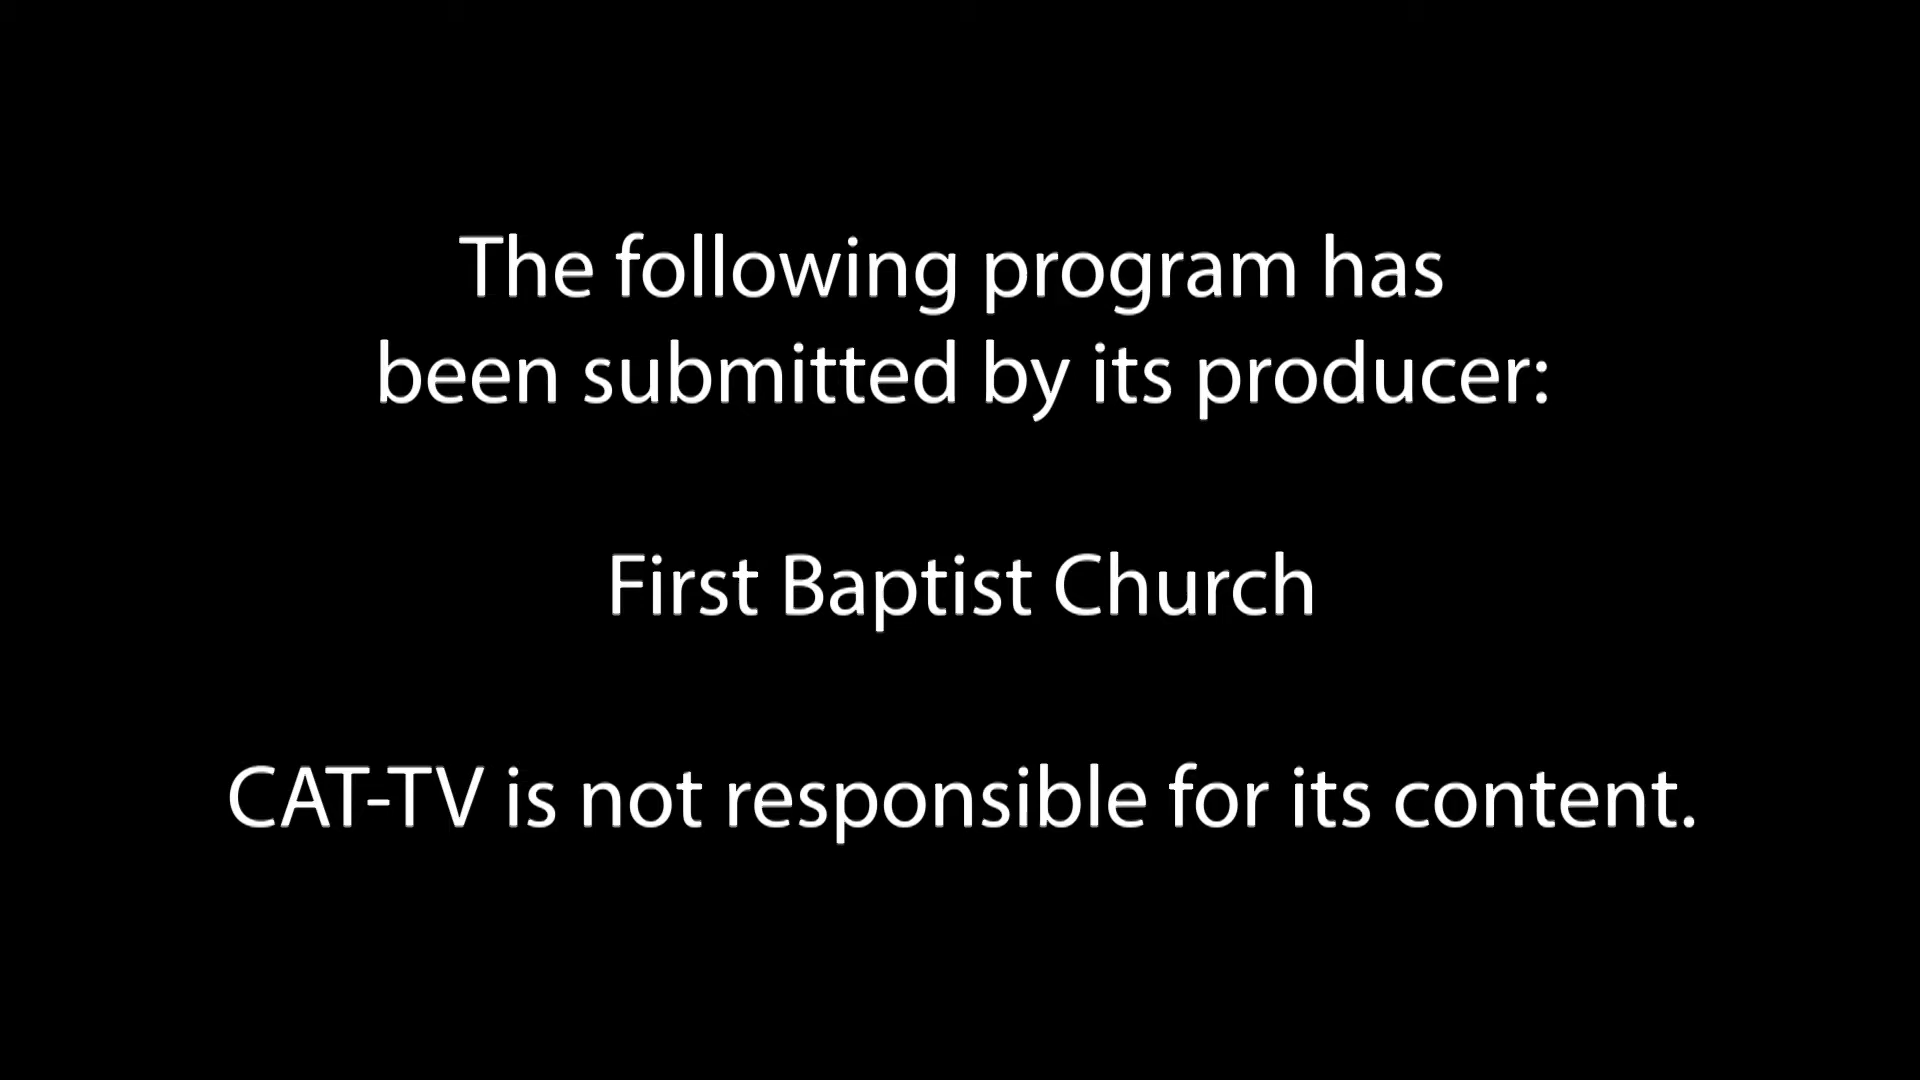 The following program has
been submitted by its producer:
First Baptist Church
CAT-TV is not responsible for its content.